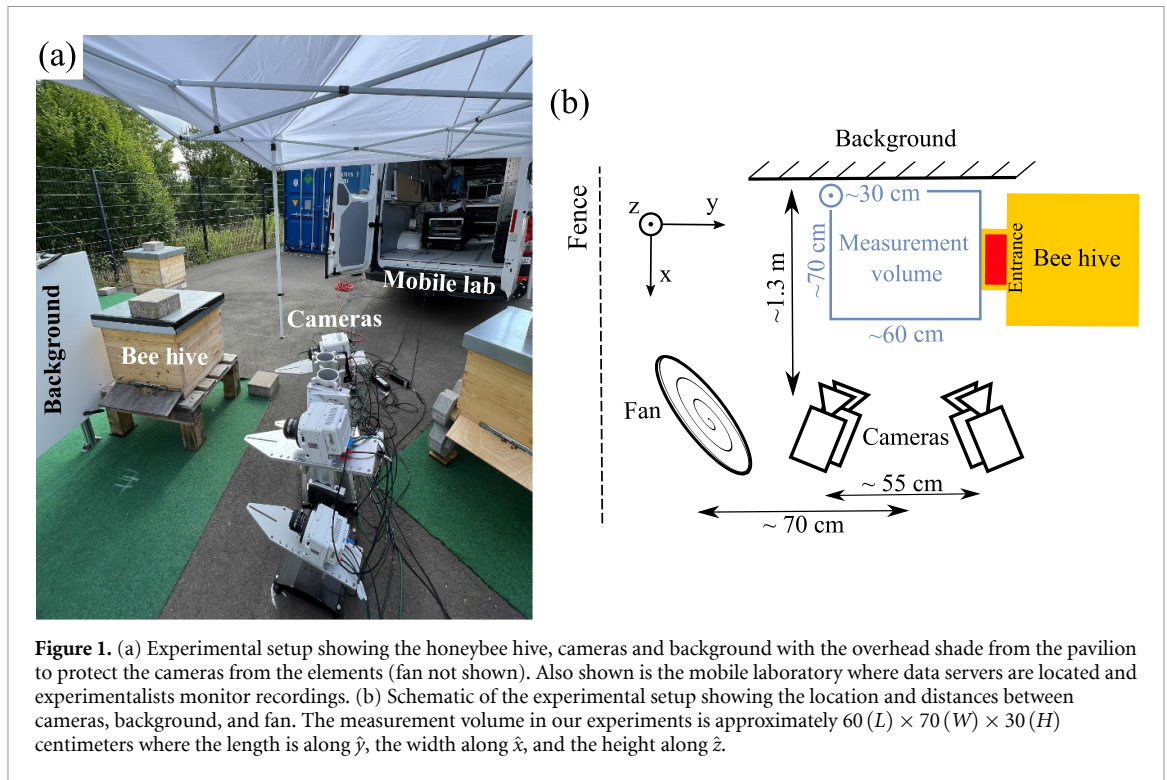 (a)
Background
Bee hive
Cameras
Mobile lab
(b)
Background
Fence
z
y
x
~30 cm
~70 cm
~1.3 m
Measurement
volume
~60 cm
Entrance
Bee hive
Fan
Cameras
~ 55 cm
~ 70 cm
Figure 1. (a) Experimental setup showing the honeybee hive, cameras and background with the overhead shade from the pavilion
to protect the cameras from the elements (fan not shown). Also shown is the mobile laboratory where data servers are located and
experimentalists monitor recordings. (b) Schematic of the experimental setup showing the location and distances between
cameras, background, and fan. The measurement volume in our experiments is approximately 60 (L) × 70 (W) × 30 (H)
centimeters where the length is along ŷ, the width along x̂, and the height along ẑ.